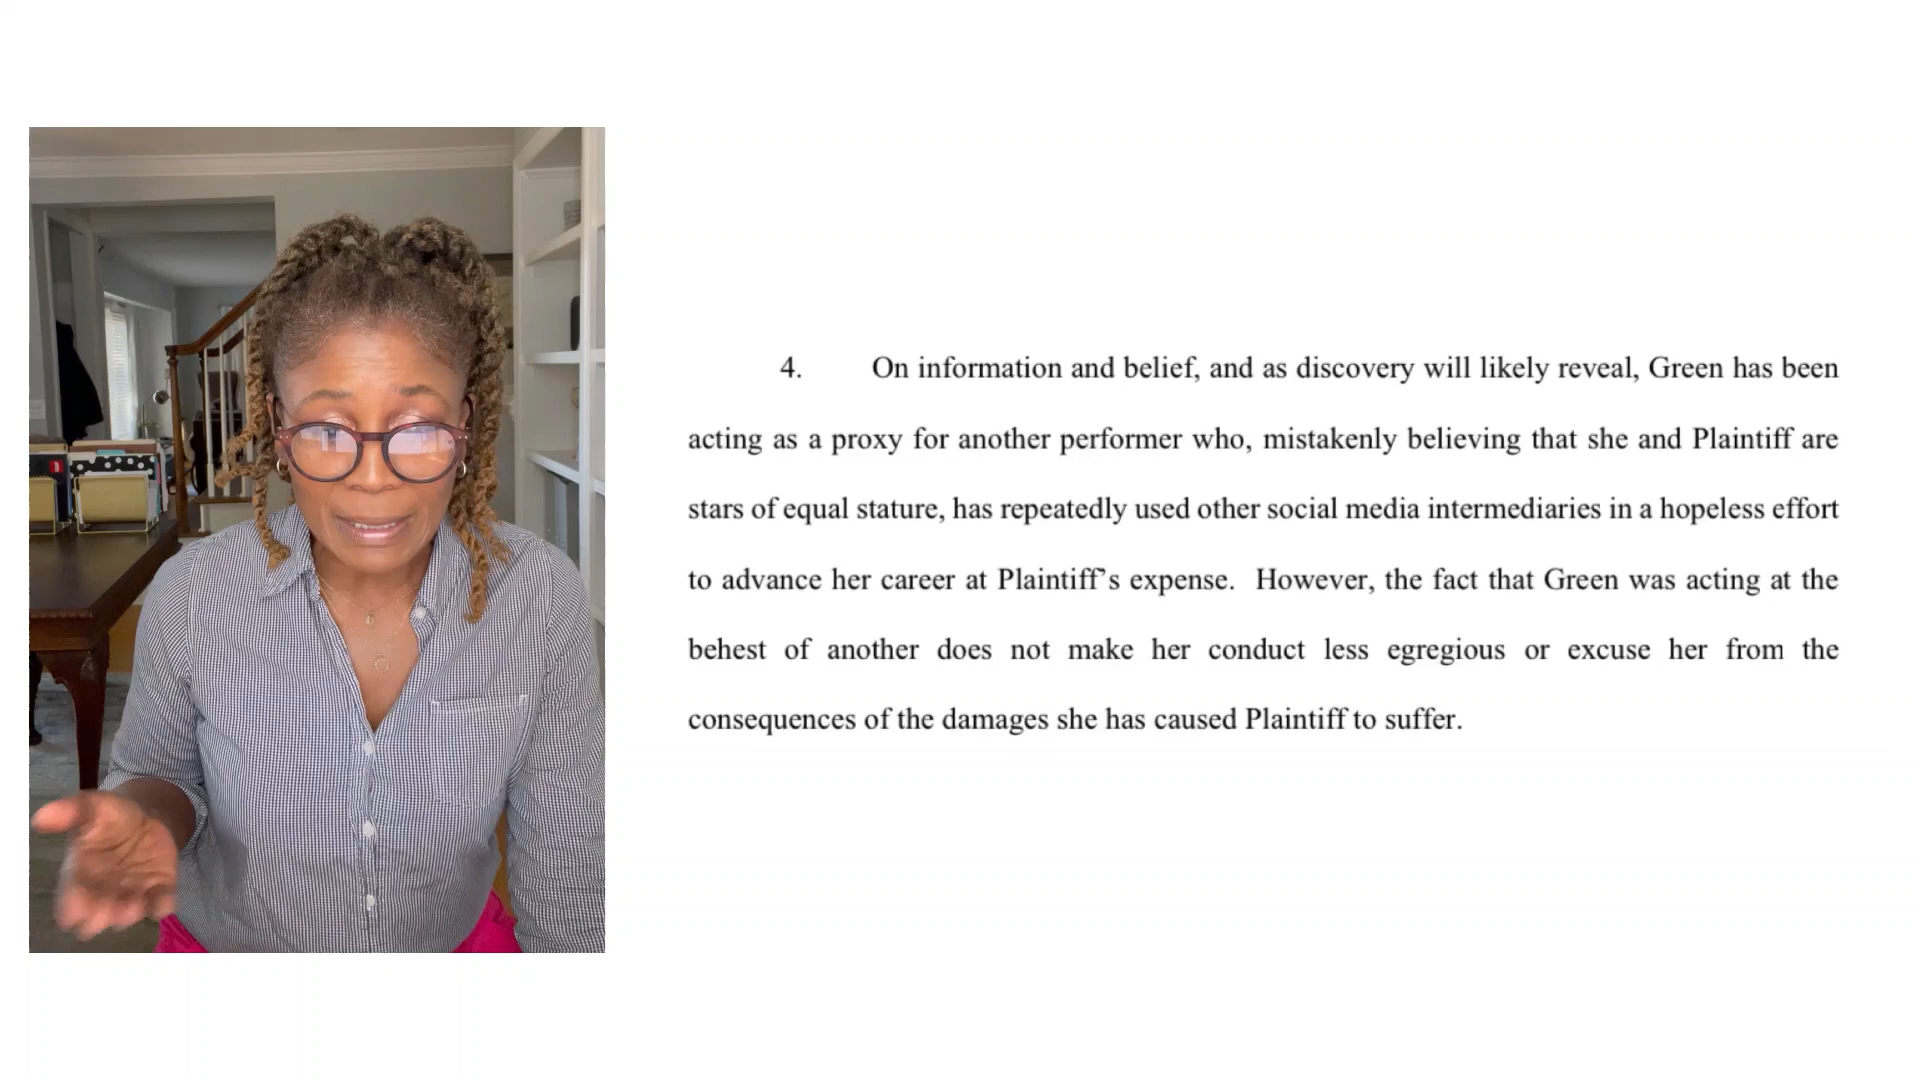 4. On information and belief, and as discovery will likely reveal, Green has been
acting as a proxy for another performer who, mistakenly believing that she and Plaintiff are
stars of equal stature, has repeatedly used other social media intermediaries in a hopeless effort
to advance her career at Plaintiff’s expense. However, the fact that Green was acting at the
behest of another does not make her conduct less egregious or excuse her from the
consequences of the damages she has caused Plaintiff to suffer.